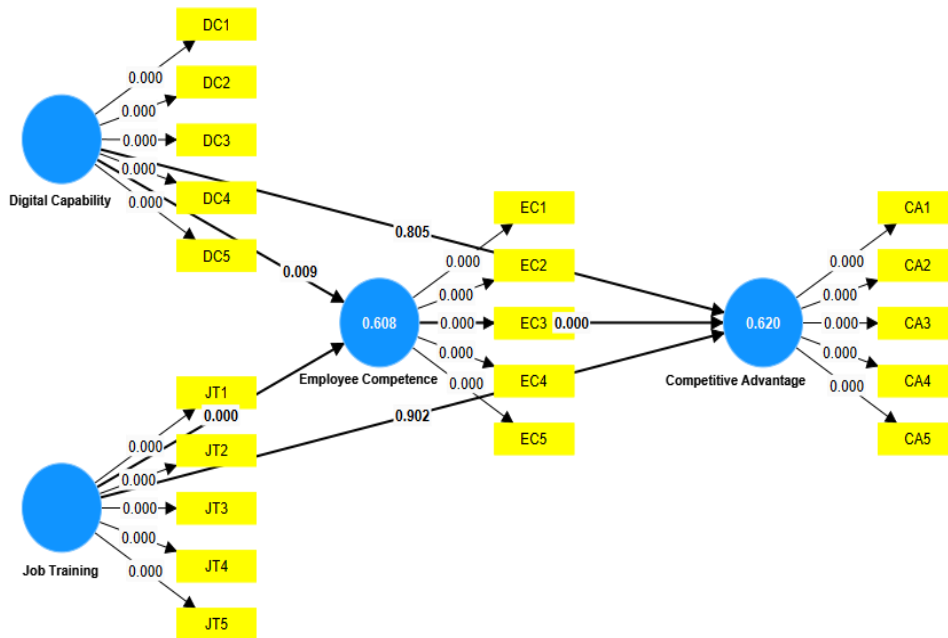 DC1
0.000
DC2
0.000
DC3
0.000
DC4
0.000
DC5
0.000
Digital Capability
0.805
0.009
EC1
0.000
EC2
0.000
EC3
0.000
EC4
0.000
EC5
0.000
0.608
Employee Competence
0.000
CA1
0.000
CA2
0.000
CA3
0.000
CA4
0.000
CA5
0.000
0.620
Competitive Advantage
JT1
0.000
0.000
JT2
0.000
JT3
0.000
JT4
0.000
JT5
0.000
0.902
Job Training